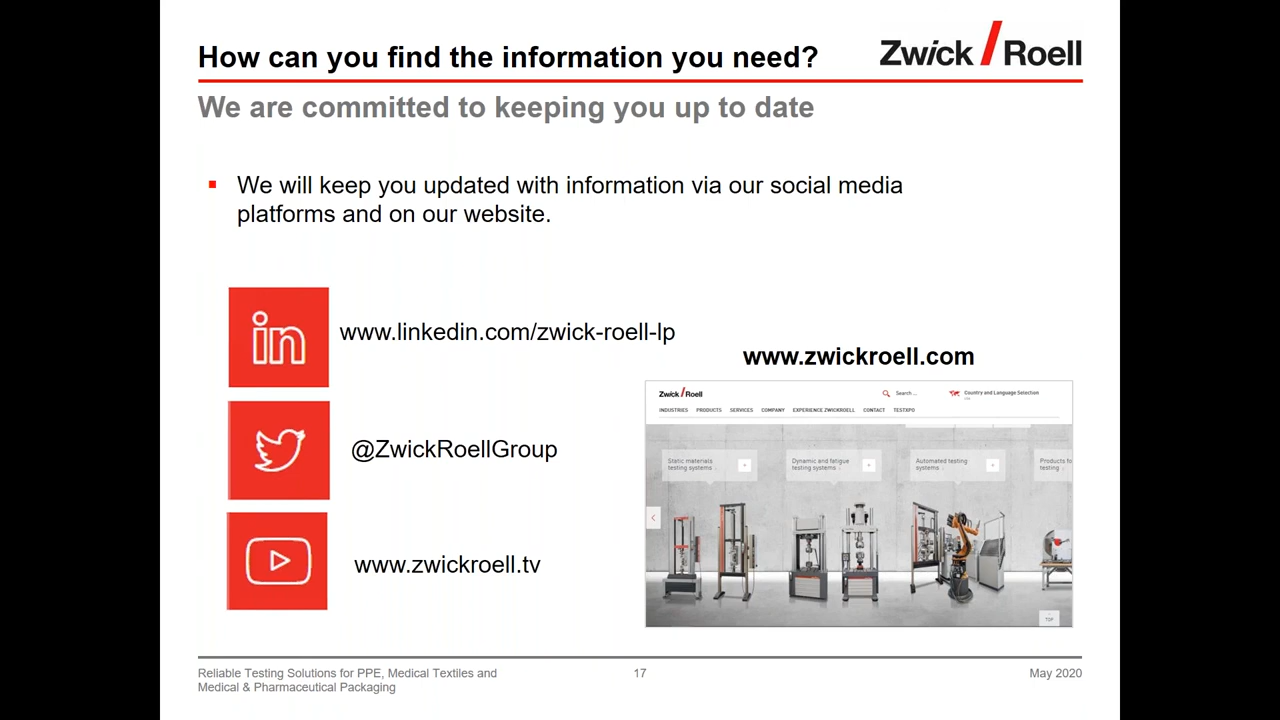 How can you find the information you need?
Zwick/Roell
We are committed to keeping you up to date
We will keep you updated with information via our social media
platforms and on our website.
in
www.linkedin.com/zwick-roell-lp
@ZwickRoellGroup
www.zwickroell.tv
www.zwickroell.com
Zwick/Roell
Search ...
Country and Language Selection
INDUSTRIES PRODUCTS SERVICES COMPANY EXPERIENCE ZWICKROELL CONTACT TESTXPO
Static materials
testing systems
Dynamic and fatigue
testing systems
Automated testing
systems
Products fo
testing
TOP
Reliable Testing Solutions for PPE, Medical Textiles and
Medical & Pharmaceutical Packaging
17
May 2020